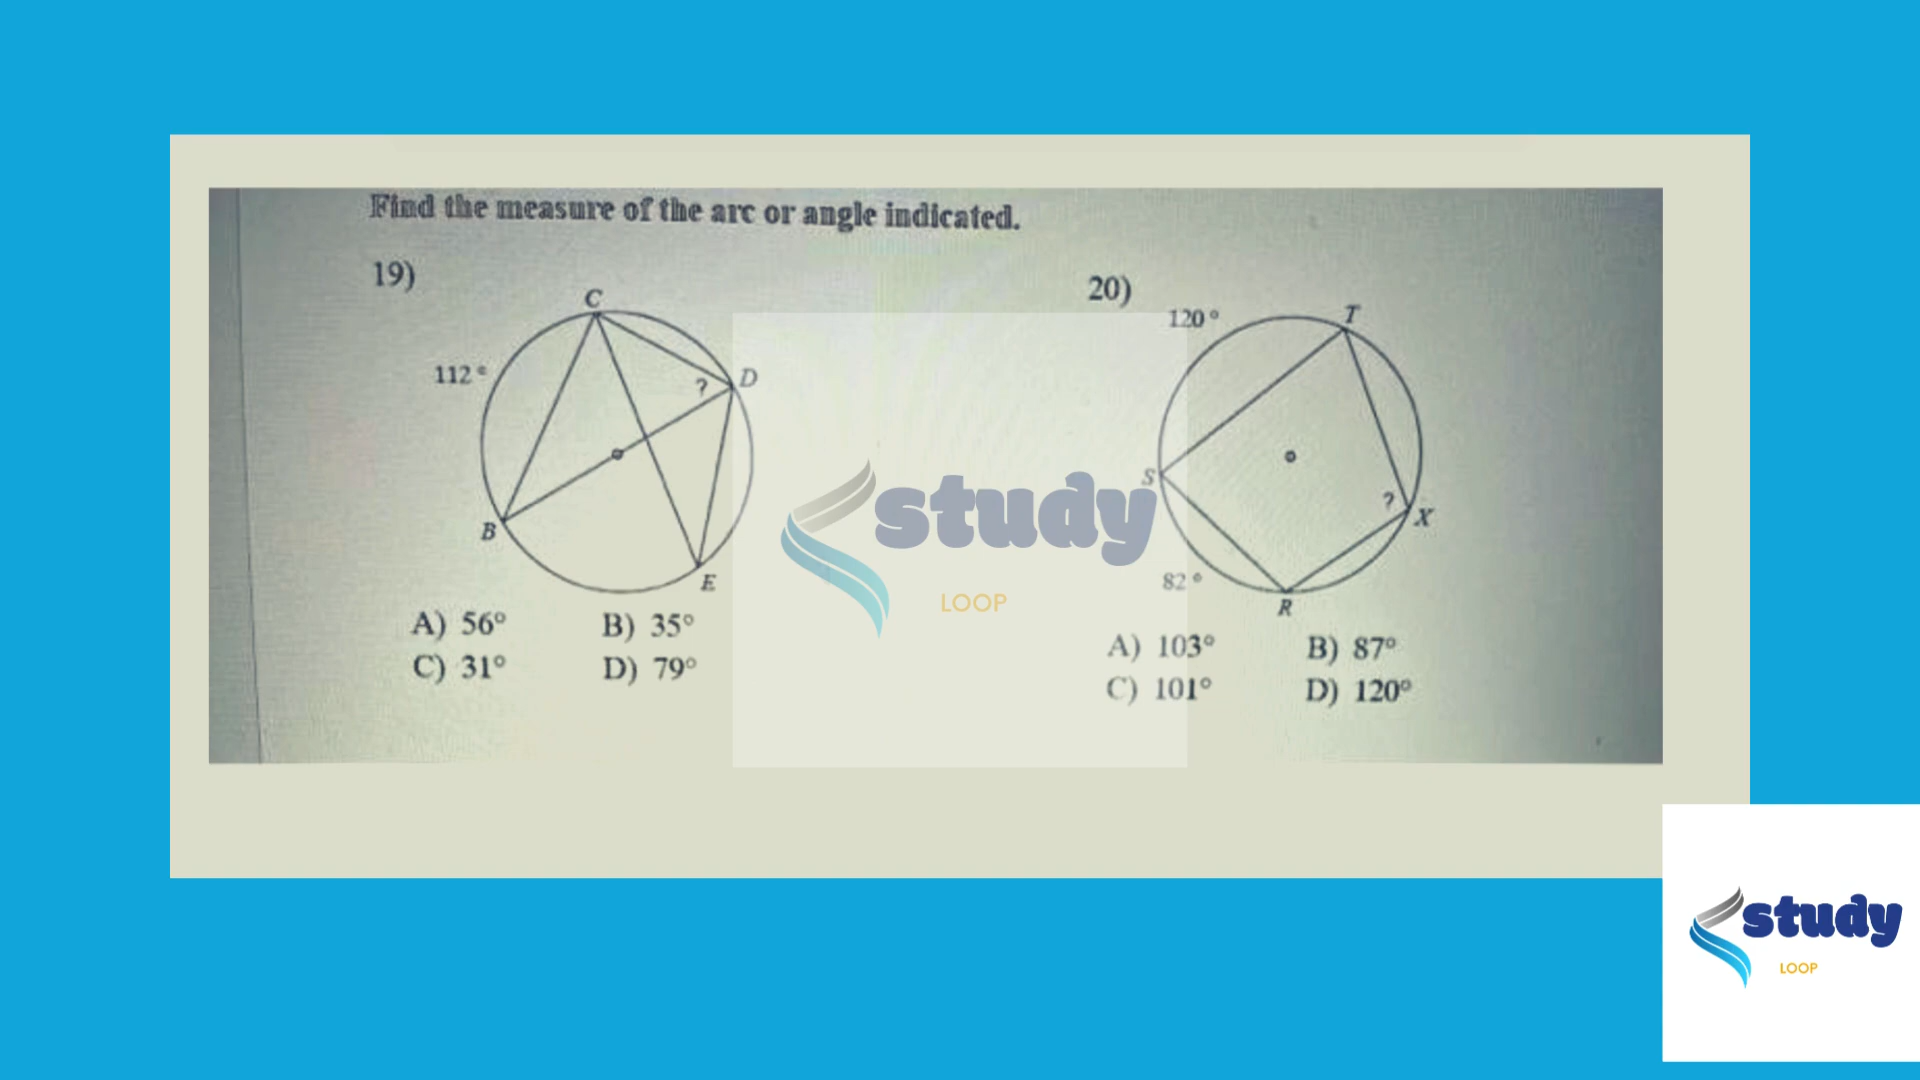 Find the measure of the arc or angle indicated.
19)
C
112°
?
D
B
E
A) 56°
B) 35°
C) 31°
D) 79°
20)
120°
T
S
?
X
82°
R
A) 103°
B) 87°
C) 101°
D) 120°
study
LOOP
study
LOOP